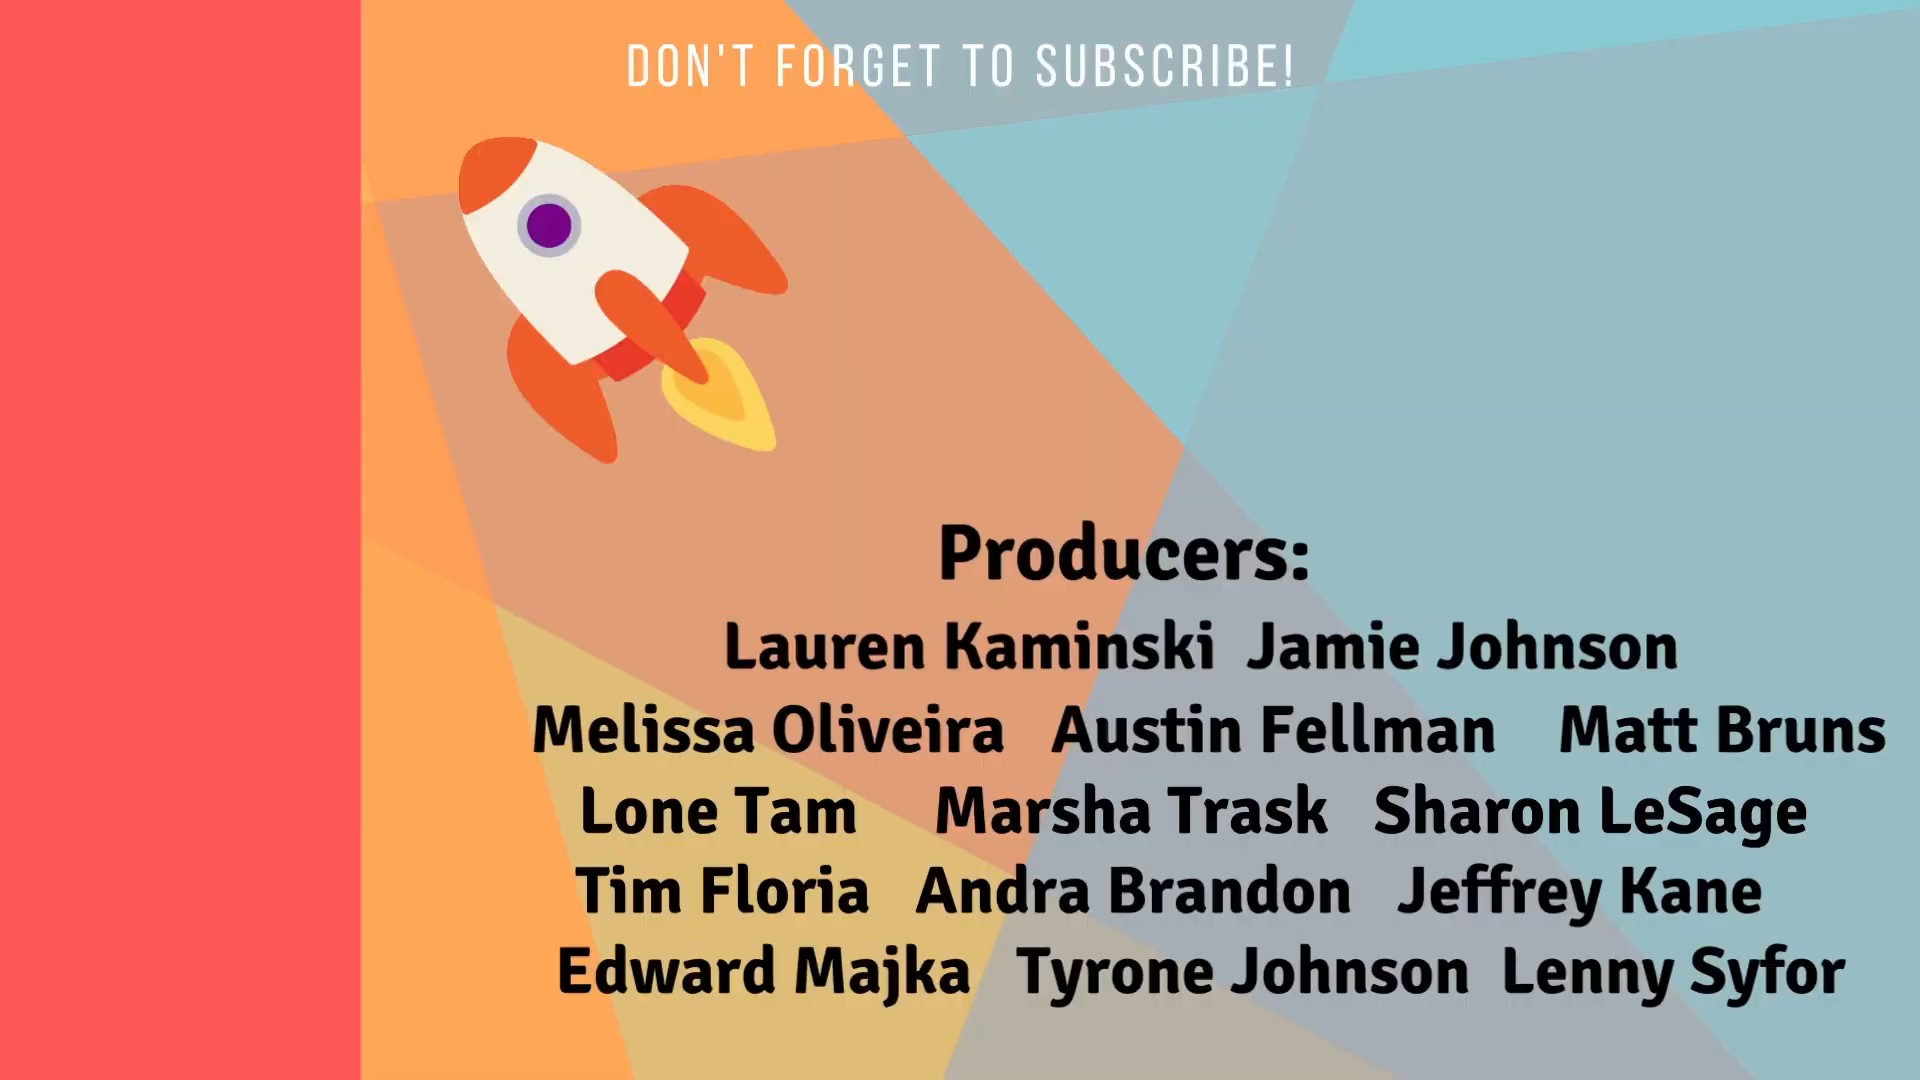 DON'T FORGET TO SUBSCRIBE!
Producers:
Lauren Kaminski Jamie Johnson
Melissa Oliveira Austin Fellman Matt Bruns
Lone Tam Marsha Trask Sharon LeSage
Tim Floria Andra Brandon Jeffrey Kane
Edward Majka Tyrone Johnson Lenny Syfor